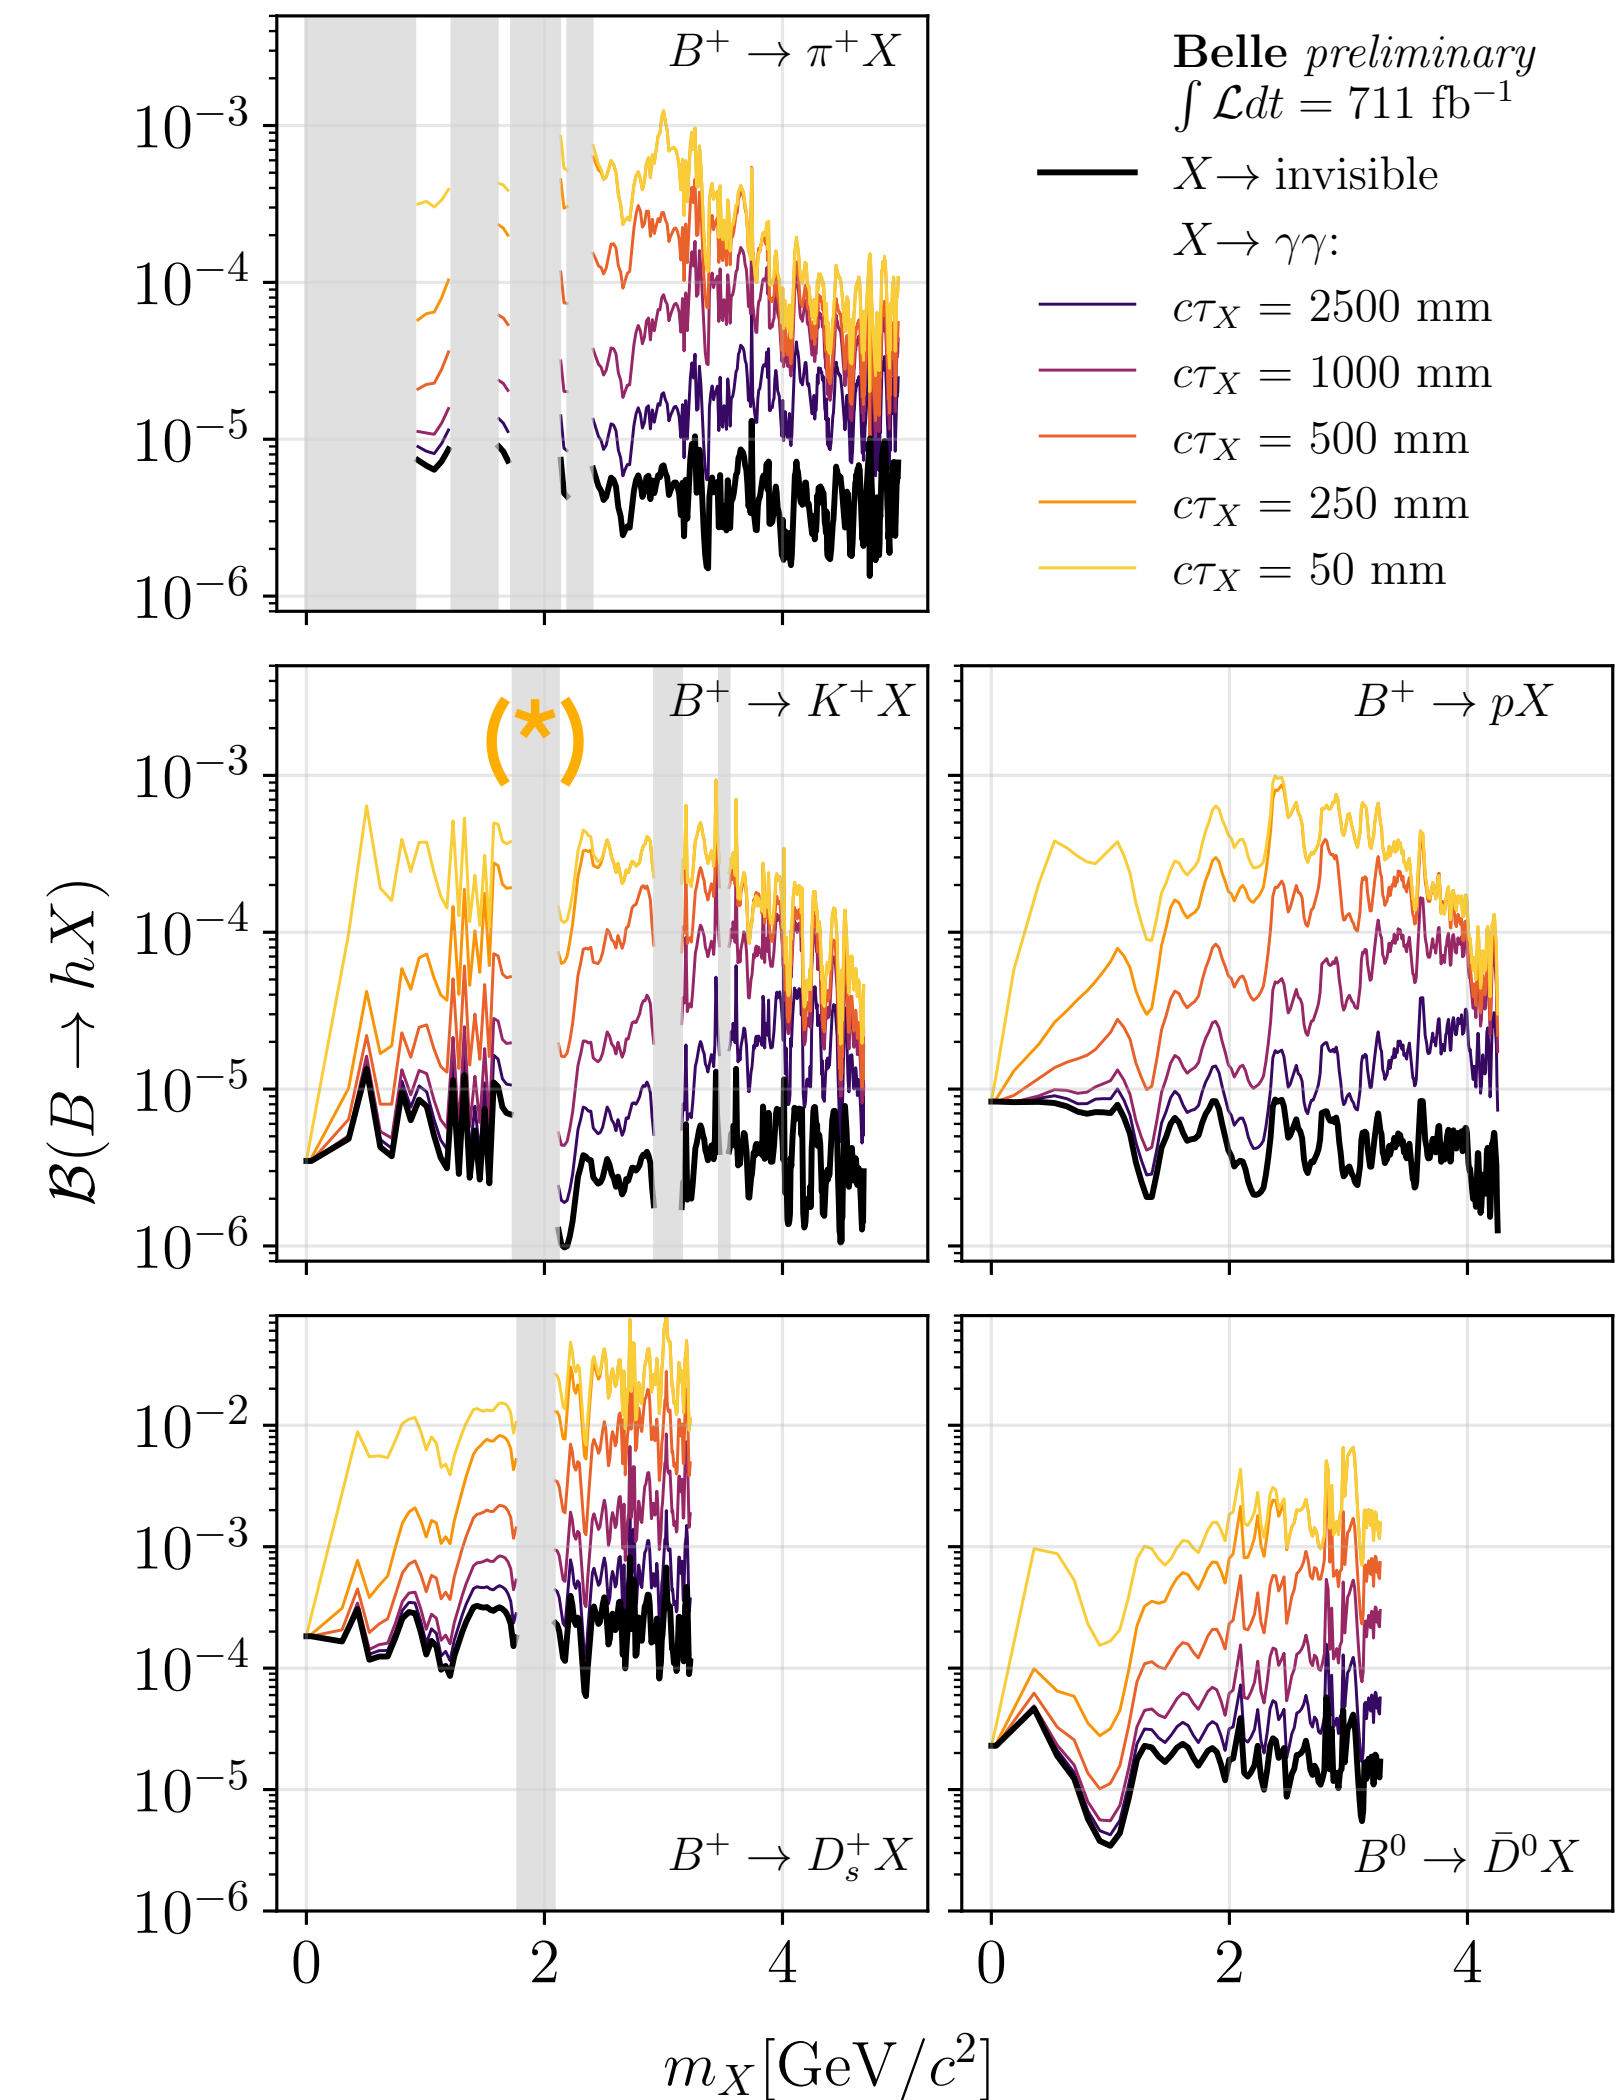 B⁺ → π⁺X
Belle preliminary
∫ ℒdt = 711 fb⁻¹
X → invisible
X → γγ:
cτ_X = 2500 mm
cτ_X = 1000 mm
cτ_X = 500 mm
cτ_X = 250 mm
cτ_X = 50 mm
10⁻³
10⁻⁴
10⁻⁵
10⁻⁶
(*)
B⁺ → K⁺X
B⁺ → pX
10⁻³
10⁻⁴
10⁻⁵
10⁻⁶
ℬ(B → hX)
10⁻²
10⁻³
10⁻⁴
10⁻⁵
10⁻⁶
B⁺ → D_s⁺X
B⁰ → D̄⁰X
0 2 4 0 2 4
m_X[GeV/c²]